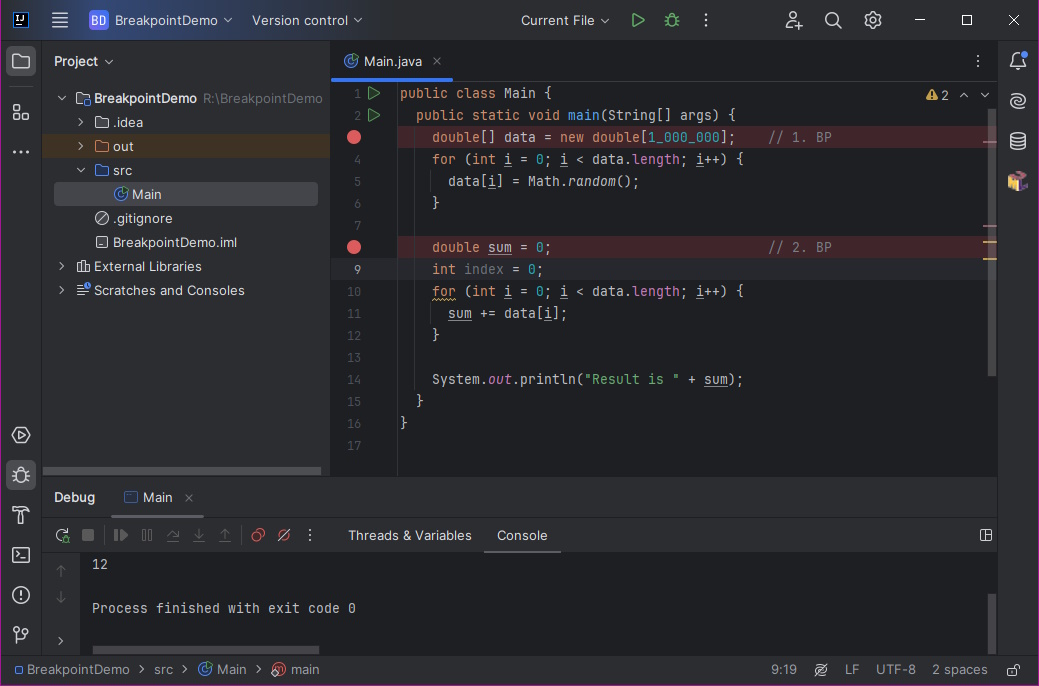 BD BreakpointDemo Version control Current File
Project
Main.java
BreakpointDemo R:\BreakpointDemo
.idea
out
src
Main
.gitignore
BreakpointDemo.iml
External Libraries
Scratches and Consoles
2
1 public class Main {
2 public static void main(String[] args) {
double[] data = new double[1_000_000]; // 1. BP
4 for (int i = 0; i < data.length; i++) {
5 data[i] = Math.random();
6 }
7
double sum = 0; // 2. BP
9 int index = 0;
10 for (int i = 0; i < data.length; i++) {
11 sum += data[i];
12 }
13
14 System.out.println("Result is " + sum);
15 }
16 }
17
Debug Main
Threads & Variables Console
12
Process finished with exit code 0
BreakpointDemo > src > Main > main 9:19 LF UTF-8 2 spaces